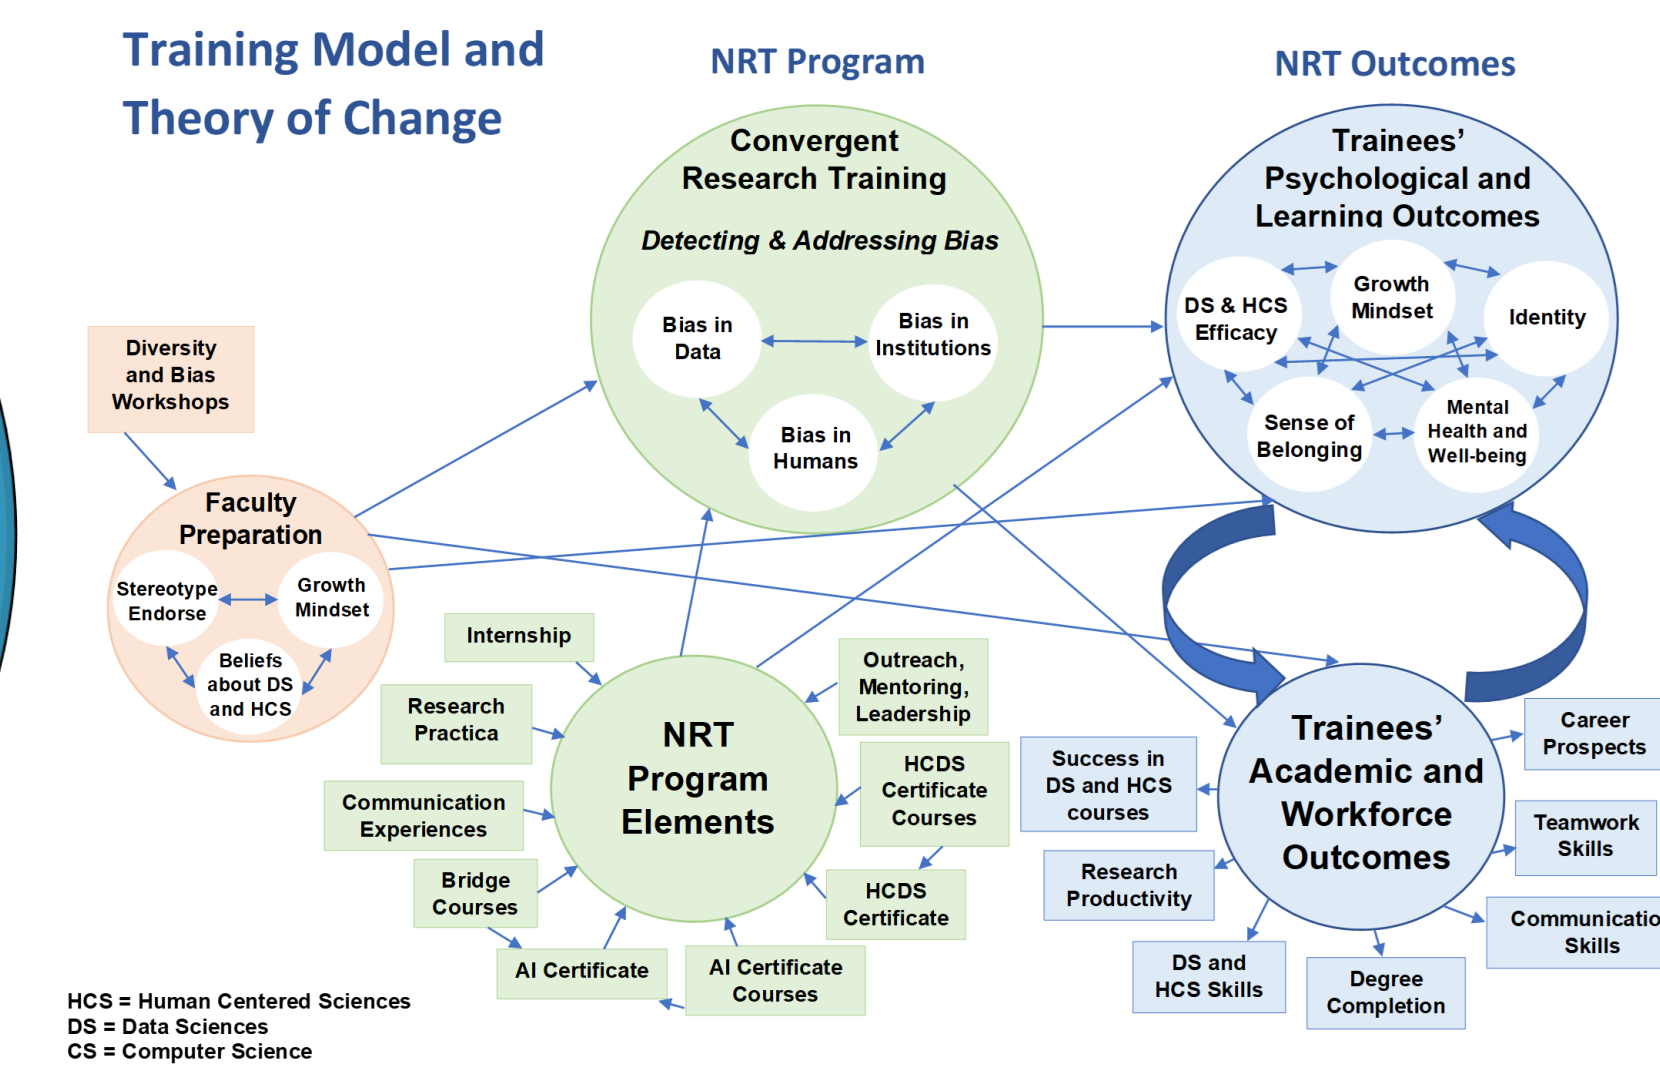 Training Model and
Theory of Change
NRT Program
NRT Outcomes
Convergent
Research Training
Detecting & Addressing Bias
Bias in
Data
Bias in
Institutions
Bias in
Humans
Trainees’
Psychological and
Learning Outcomes
DS & HCS
Efficacy
Growth
Mindset
Identity
Sense of
Belonging
Mental
Health and
Well-being
Diversity
and Bias
Workshops
Faculty
Preparation
Stereotype
Endorse
Growth
Mindset
Beliefs
about DS
and HCS
Internship
Research
Practica
Communication
Experiences
Bridge
Courses
AI Certificate
AI Certificate
Courses
NRT
Program
Elements
Outreach,
Mentoring,
Leadership
HCDS
Certificate
Courses
HCDS
Certificate
Trainees’
Academic and
Workforce
Outcomes
Success in
DS and HCS
courses
Research
Productivity
DS and
HCS Skills
Degree
Completion
Career
Prospects
Teamwork
Skills
Communicatio
Skills
HCS = Human Centered Sciences
DS = Data Sciences
CS = Computer Science